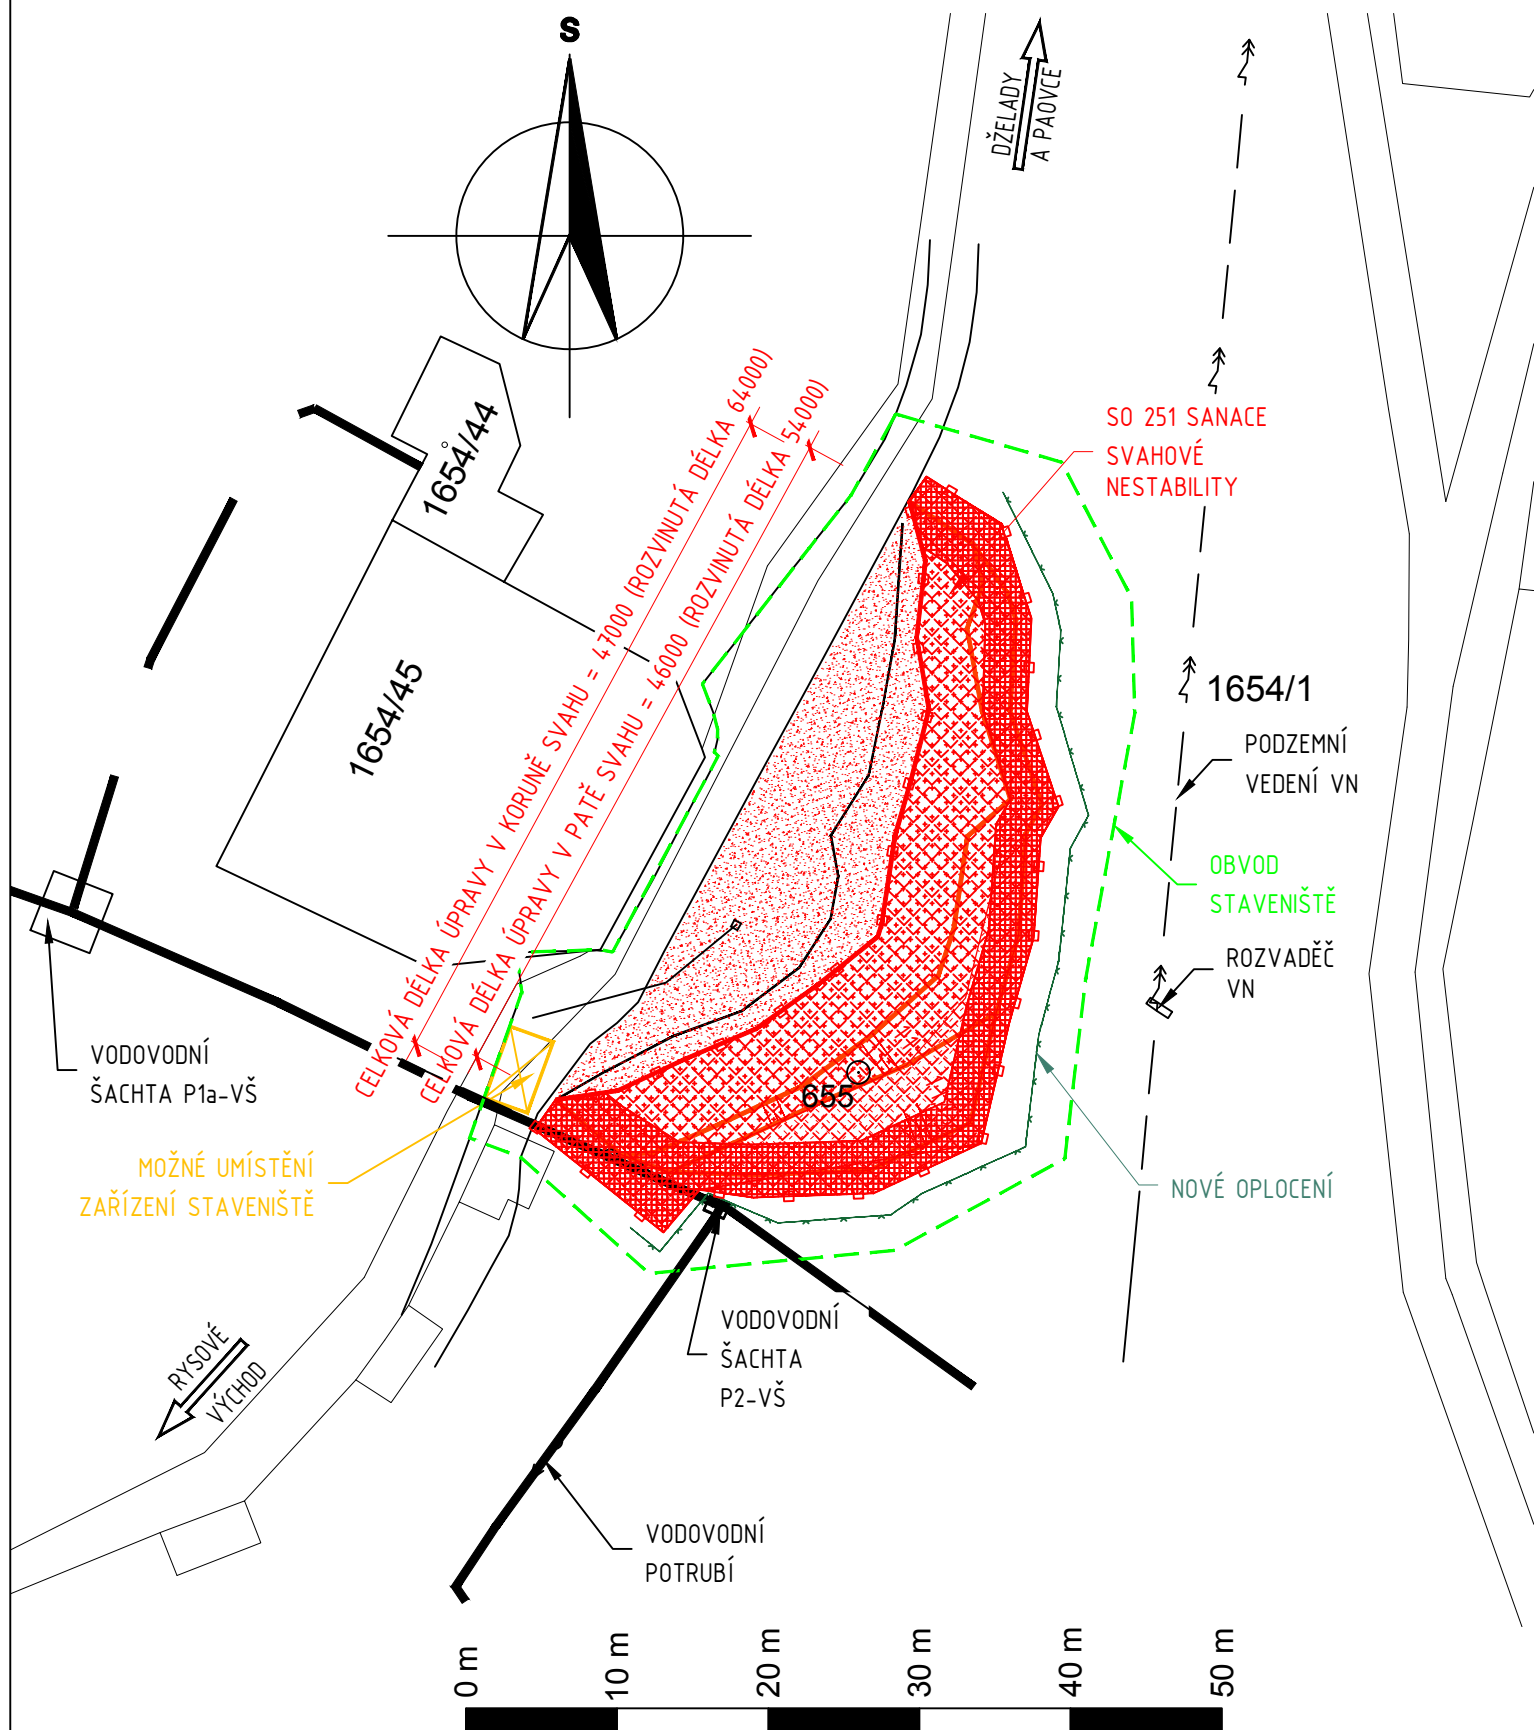 S
DŽELADY
A PAOVCE
1654/44
CELKOVÁ DÉLKA ÚPRAVY V KORUNĚ SVAHU = 47000 (ROZVINUTÁ DÉLKA 64000)
CELKOVÁ DÉLKA ÚPRAVY V PATĚ SVAHU = 46000 (ROZVINUTÁ DÉLKA 54000)
SO 251 SANACE
SVAHOVÉ
NESTABILITY
1654/45
1654/1
PODZEMNÍ
VEDENÍ VN
OBVOD
STAVENIŠTĚ
ROZVADĚČ
VN
VODOVODNÍ
ŠACHTA P1a-VŠ
655
MOŽNÉ UMÍSTĚNÍ
ZAŘÍZENÍ STAVENIŠTĚ
NOVÉ OPLOCENÍ
VODOVODNÍ
ŠACHTA
P2-VŠ
RYSOVÉ
VÝCHOD
VODOVODNÍ
POTRUBÍ
0 m
10 m
20 m
30 m
40 m
50 m